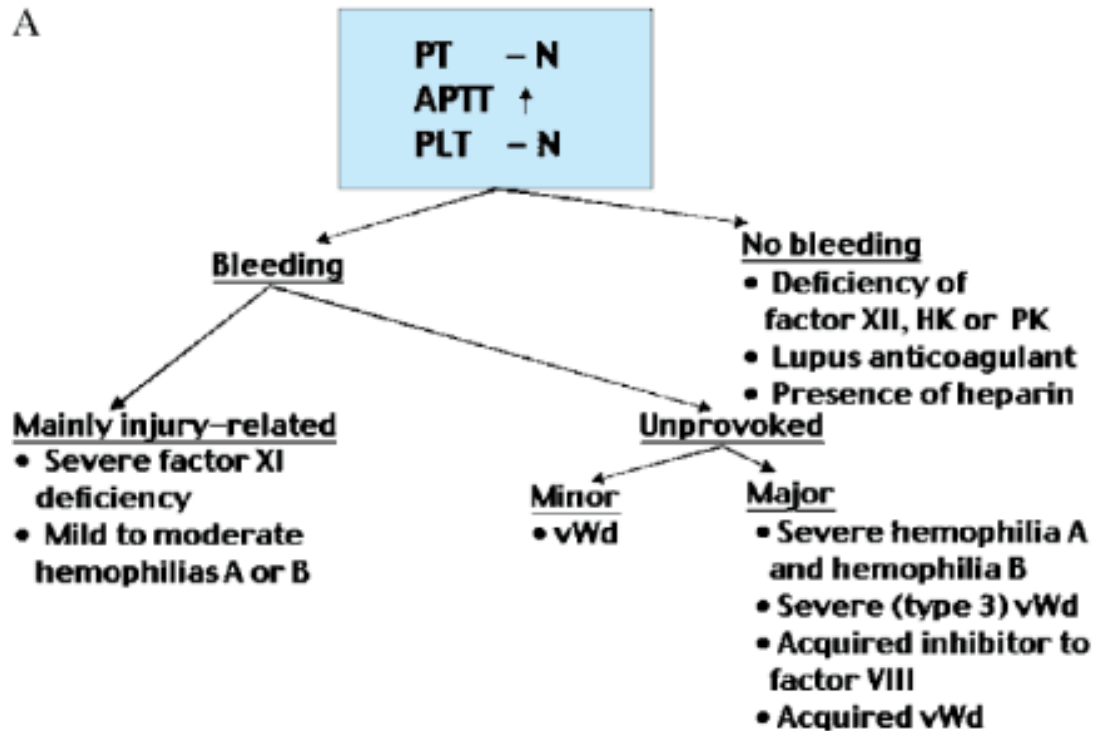 A
PT – N
APTT ↑
PLT – N
Bleeding
No bleeding
• Deficiency of
factor XII, HK or PK
• Lupus anticoagulant
• Presence of heparin
Mainly injury–related
• Severe factor XI
deficiency
• Mild to moderate
hemophilias A or B
Unprovoked
Minor
• vWd
Major
• Severe hemophilia A
and hemophilia B
• Severe (type 3) vWd
• Acquired inhibitor to
factor VIII
• Acquired vWd